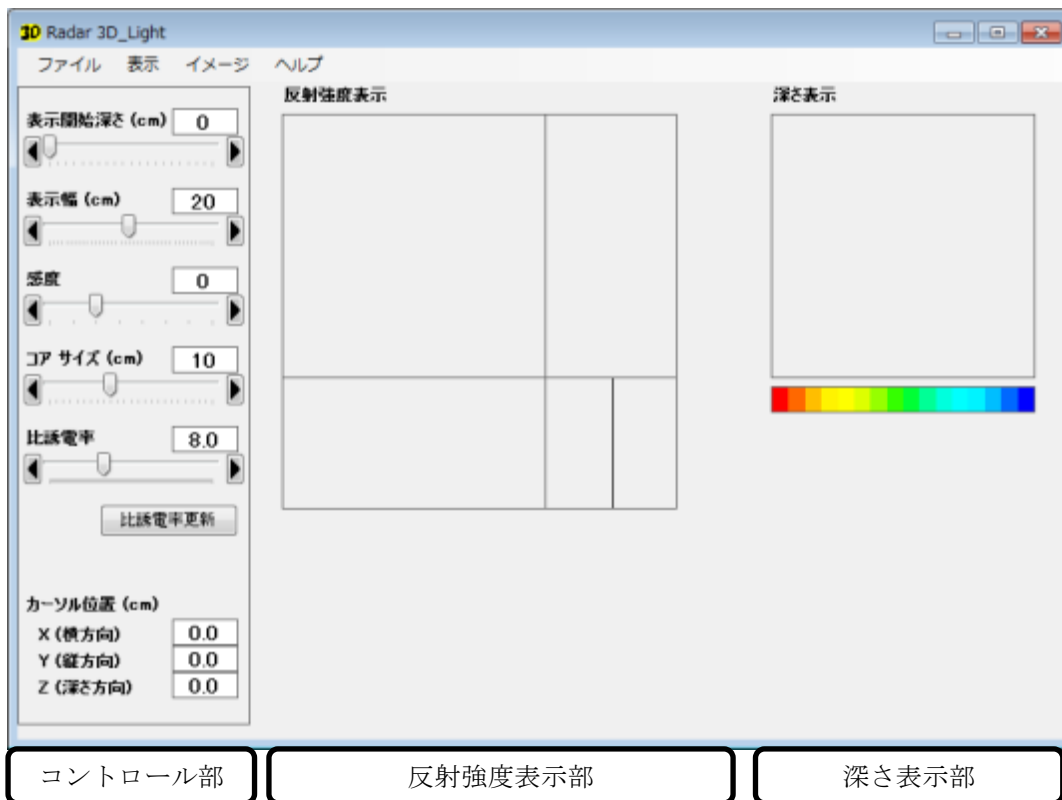 3D Radar 3D_Light
ファイル 表示 イメージ ヘルプ
反射強度表示 深さ表示
表示開始深さ (cm) 0
表示幅 (cm) 20
感度 0
コア サイズ (cm) 10
比誘電率 8.0
比誘電率更新
カーソル位置 (cm)
X (横方向) 0.0
Y (縦方向) 0.0
Z (深さ方向) 0.0
コントロール部 反射強度表示部 深さ表示部